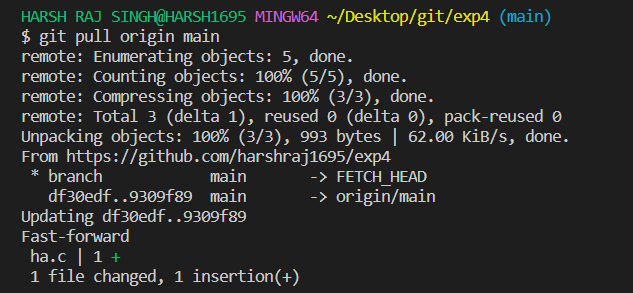 HARSH RAJ SINGH@HARSH1695 MINGW64 ~/Desktop/git/exp4 (main)
$ git pull origin main
remote: Enumerating objects: 5, done.
remote: Counting objects: 100% (5/5), done.
remote: Compressing objects: 100% (3/3), done.
remote: Total 3 (delta 1), reused 0 (delta 0), pack-reused 0
Unpacking objects: 100% (3/3), 993 bytes | 62.00 KiB/s, done.
From https://github.com/harshraj1695/exp4
 * branch            main       -> FETCH_HEAD
   df30edf..9309f89  main       -> origin/main
Updating df30edf..9309f89
Fast-forward
 ha.c | 1 +
 1 file changed, 1 insertion(+)